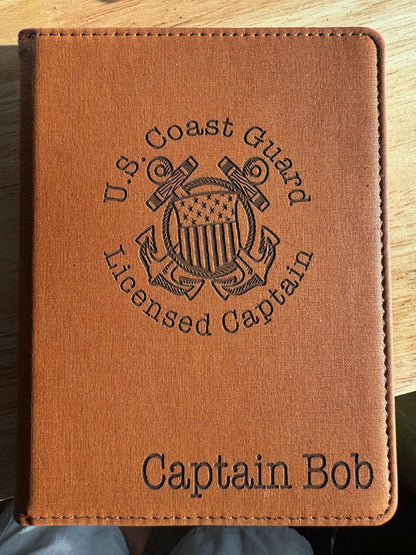 U.S. Coast Guard
Licensed Captain
Captain Bob